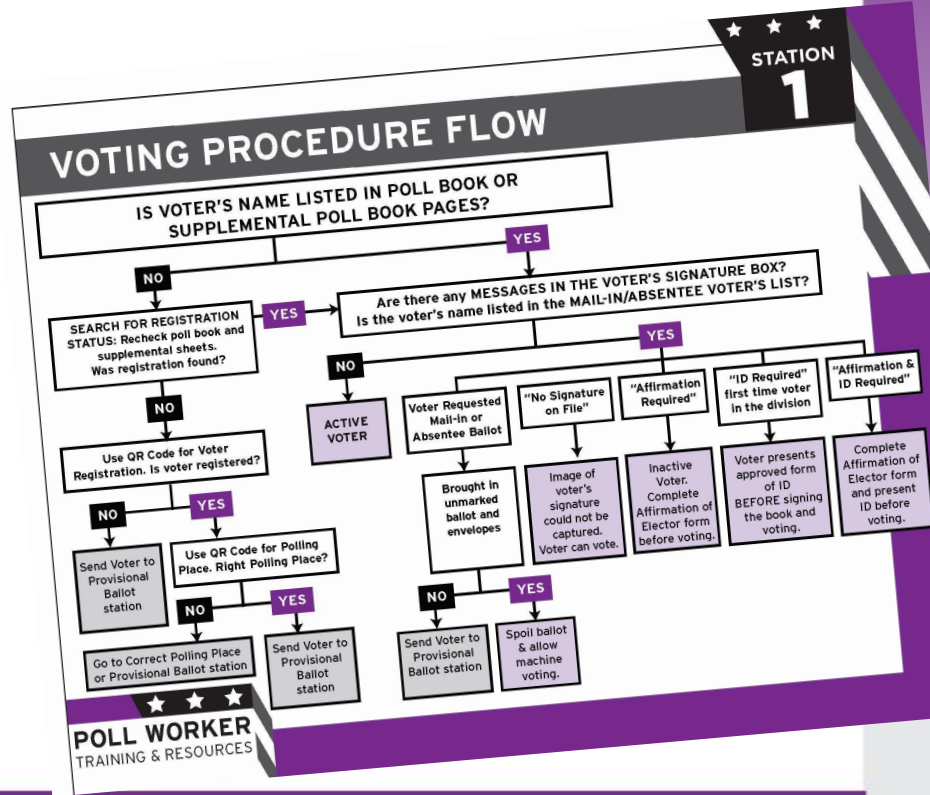 STATION
1
VOTING PROCEDURE FLOW
IS VOTER'S NAME LISTED IN POLL BOOK OR
SUPPLEMENTAL POLL BOOK PAGES?
YES
NO
SEARCH FOR REGISTRATION
STATUS: Recheck poll book and
supplemental sheets.
Was registration found?
YES
Are there any MESSAGES IN THE VOTER'S SIGNATURE BOX?
Is the voter's name listed in the MAIL-IN/ABSENTEE VOTER'S LIST?
NO
YES
ACTIVE
VOTER
Voter Requested
Mail-in or
Absentee Ballot
"No Signature
on File"
"Affirmation
Required"
"ID Required"
first time voter
in the division
"Affirmation &
ID Required"
Brought in
unmarked
ballot and
envelopes
Image of
voter's
signature
could not be
captured.
Voter can vote.
Inactive
Voter.
Complete
Affirmation of
Elector form
before voting.
Voter presents
approved form
of ID
BEFORE signing
the book and
voting.
Complete
Affirmation of
Elector form
and present
ID before
voting.
NO
Use QR Code for Voter
Registration. Is voter registered?
NO
YES
Send Voter to
Provisional
Ballot
station
Use QR Code for Polling
Place. Right Polling Place?
NO
YES
Go to Correct Polling Place
or Provisional Ballot station
Send Voter to
Provisional
Ballot
station
NO
YES
Send Voter to
Provisional
Ballot station
Spoil ballot
& allow
machine
voting.
POLL WORKER
TRAINING & RESOURCES